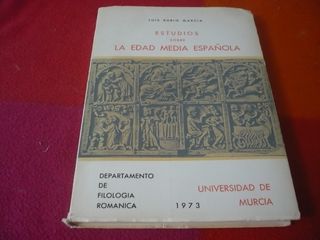 LUIS RUBIO GARCIA
ESTUDIOS
SOBRE
LA EDAD MEDIA ESPAÑOLA
DEPARTAMENTO
DE
FILOLOGIA
ROMANICA
1973
UNIVERSIDAD DE
MURCIA